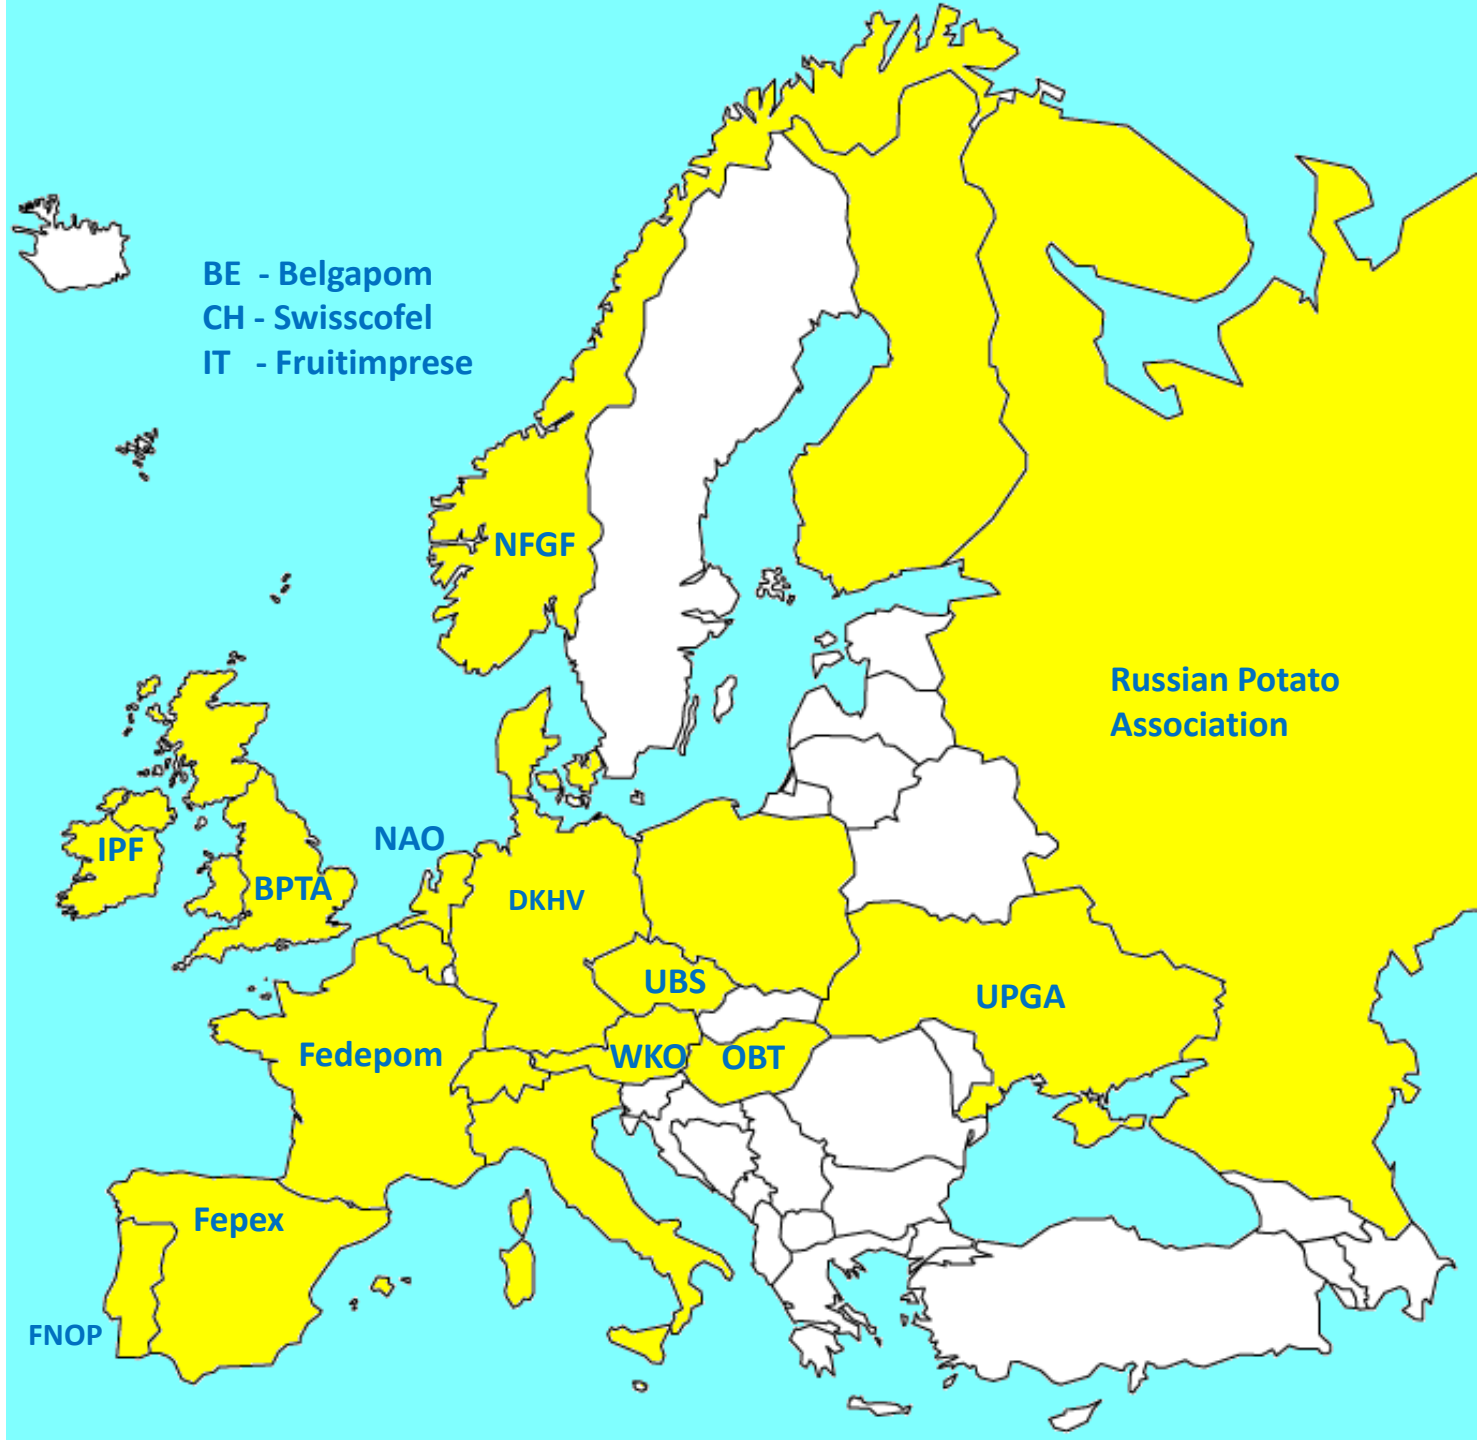 BE - Belgapom
CH - Swisscofel
IT - Fruitimprese
NFGF
Russian Potato
Association
NAO
IPF
BPTA
DKHV
UBS
UPGA
Fedepom
WKO
OBT
Fepex
FNOP